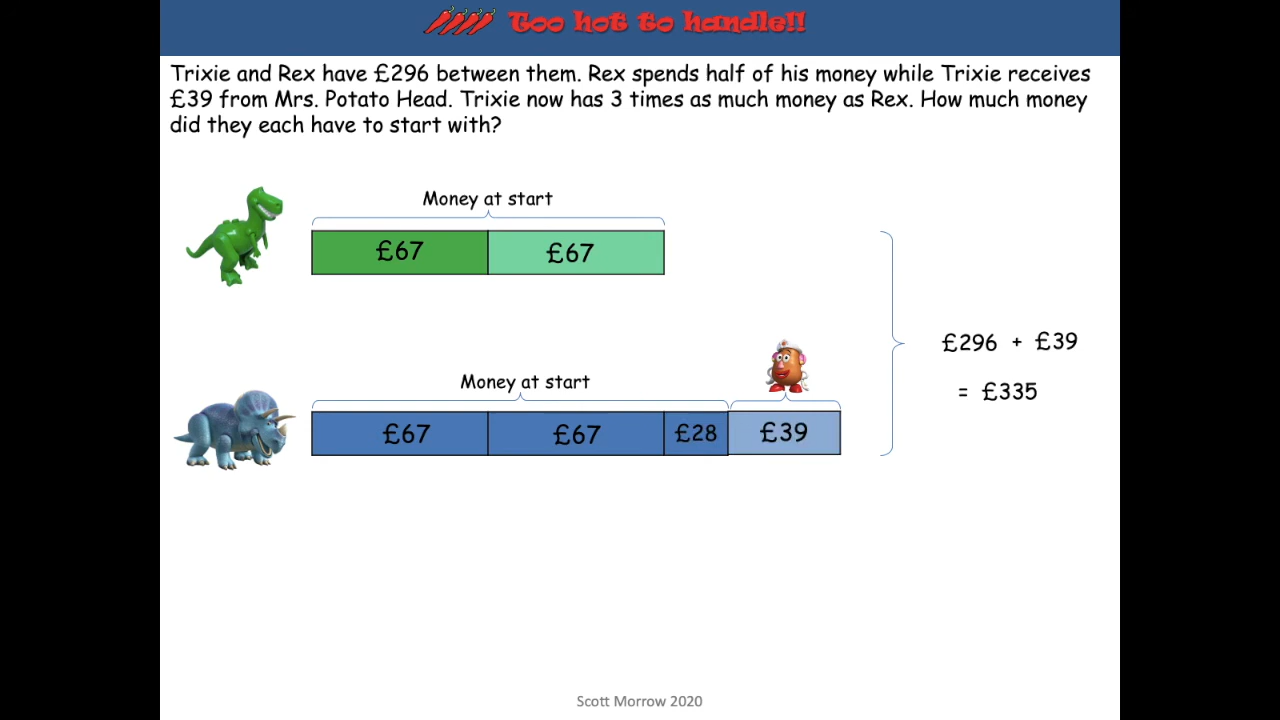 Too hot to handle!!
Trixie and Rex have £296 between them. Rex spends half of his money while Trixie receives
£39 from Mrs. Potato Head. Trixie now has 3 times as much money as Rex. How much money
did they each have to start with?
Money at start
£67 £67
£296 + £39
= £335
Money at start
£67 £67 £28 £39
Scott Morrow 2020